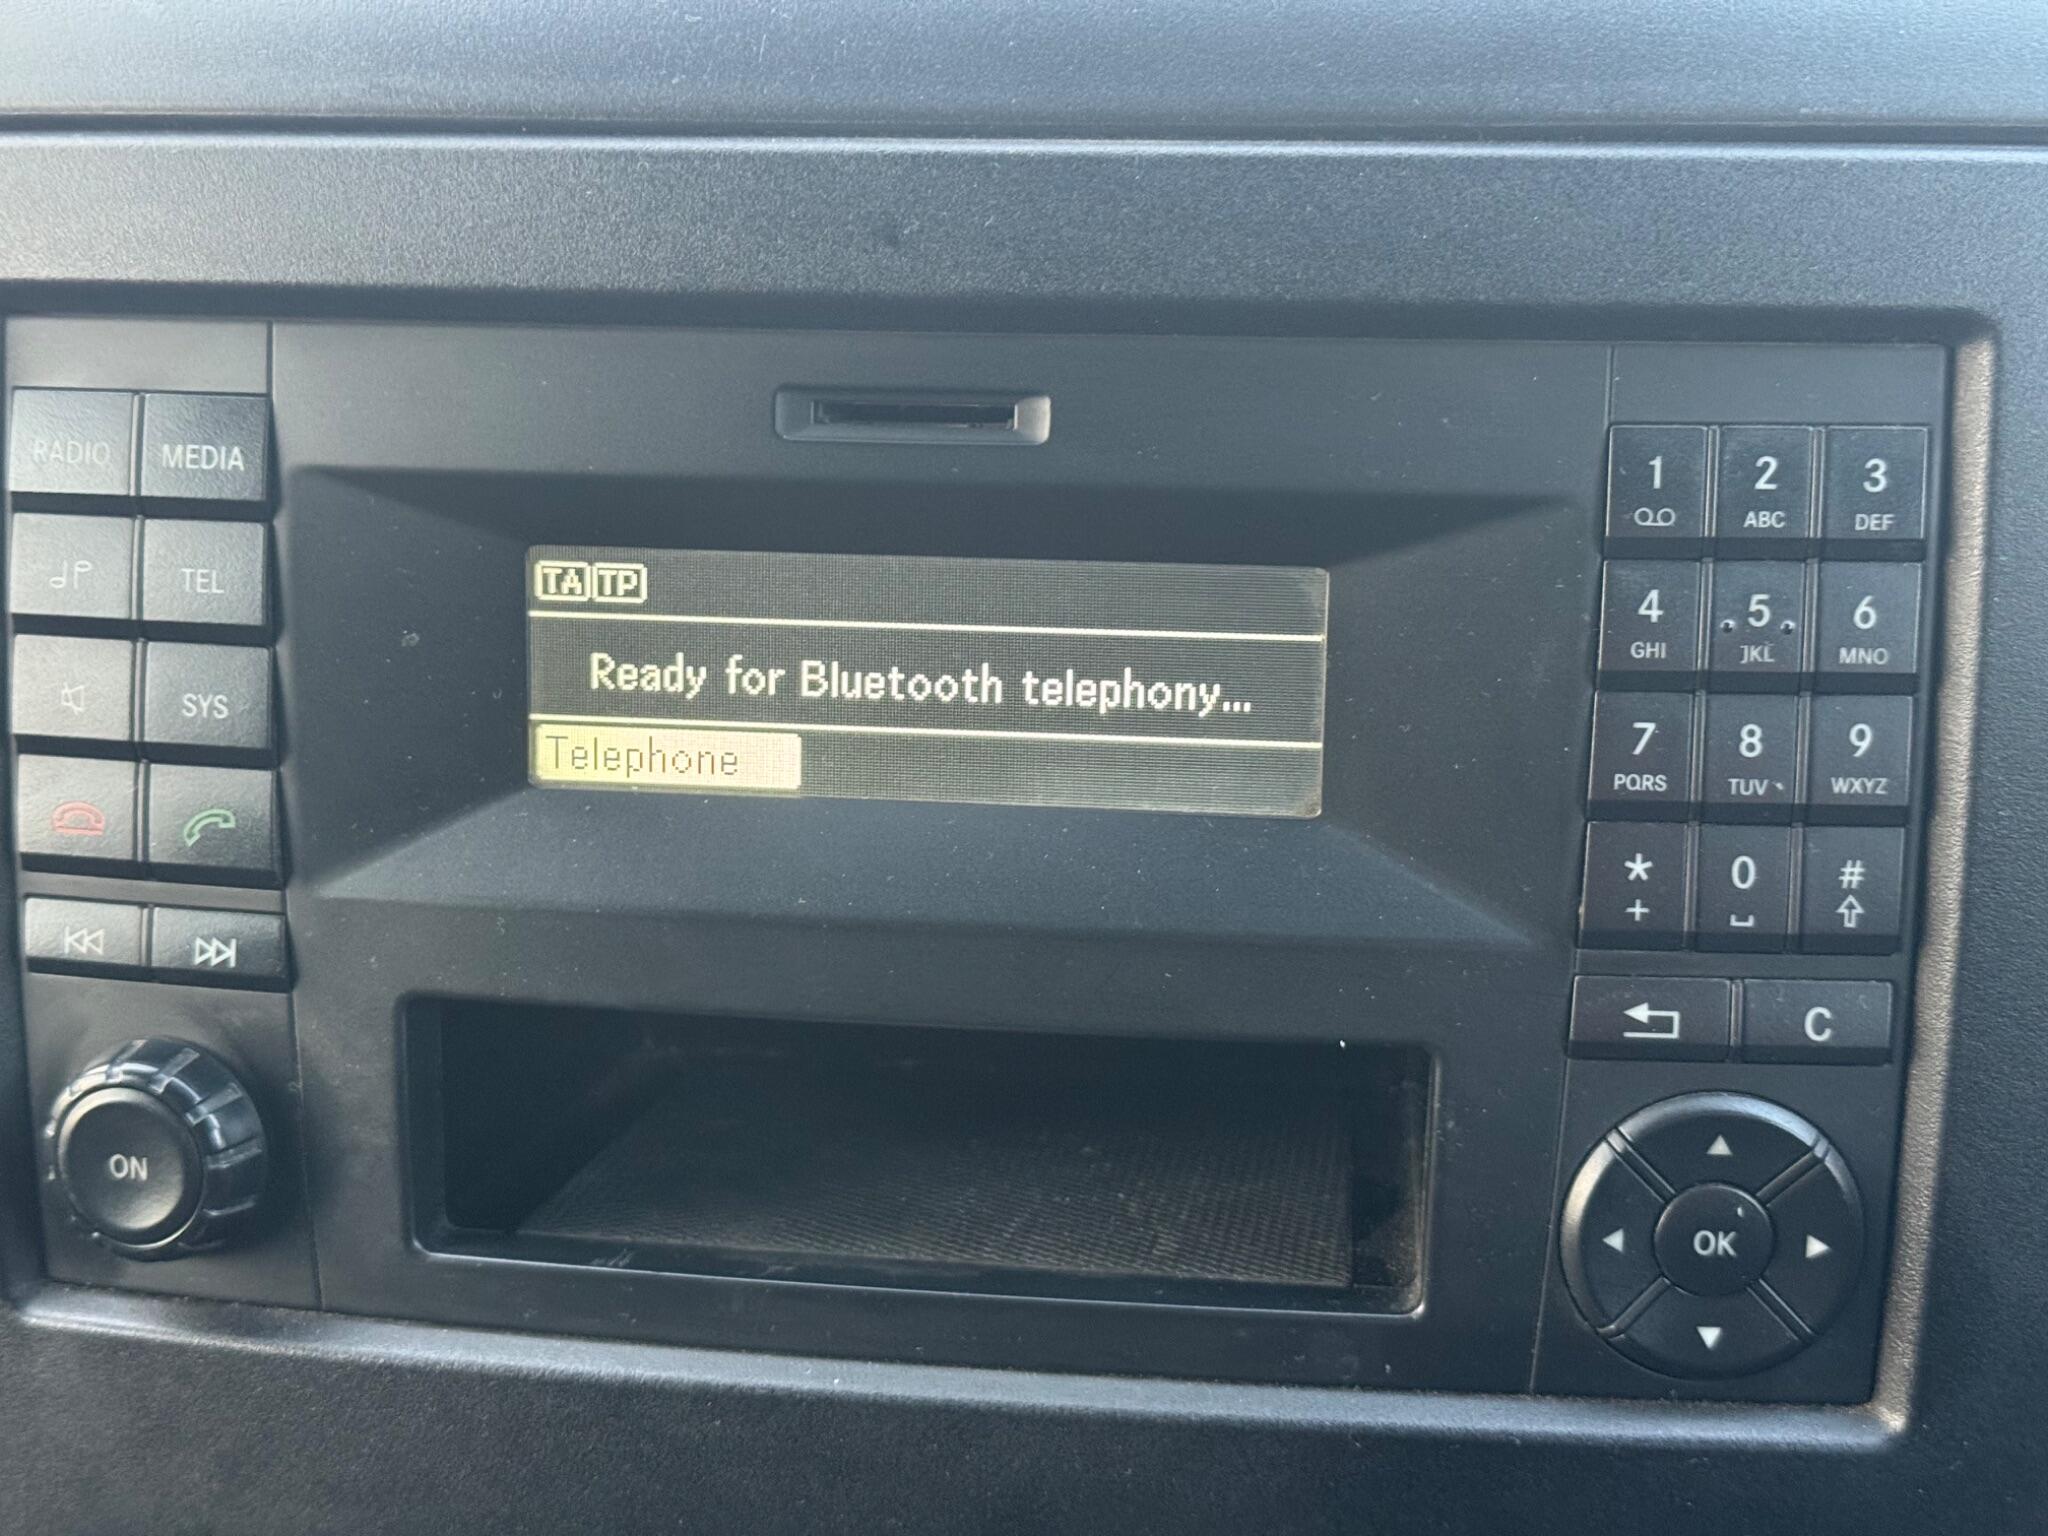 RADIO MEDIA
TEL
SYS
ON
TA TP
Ready for Bluetooth telephony...
Telephone
1 2 3
ABC DEF
4 5 6
GHI JKL MNO
7 8 9
PQRS TUV WXYZ
* 0 #
+
C
OK